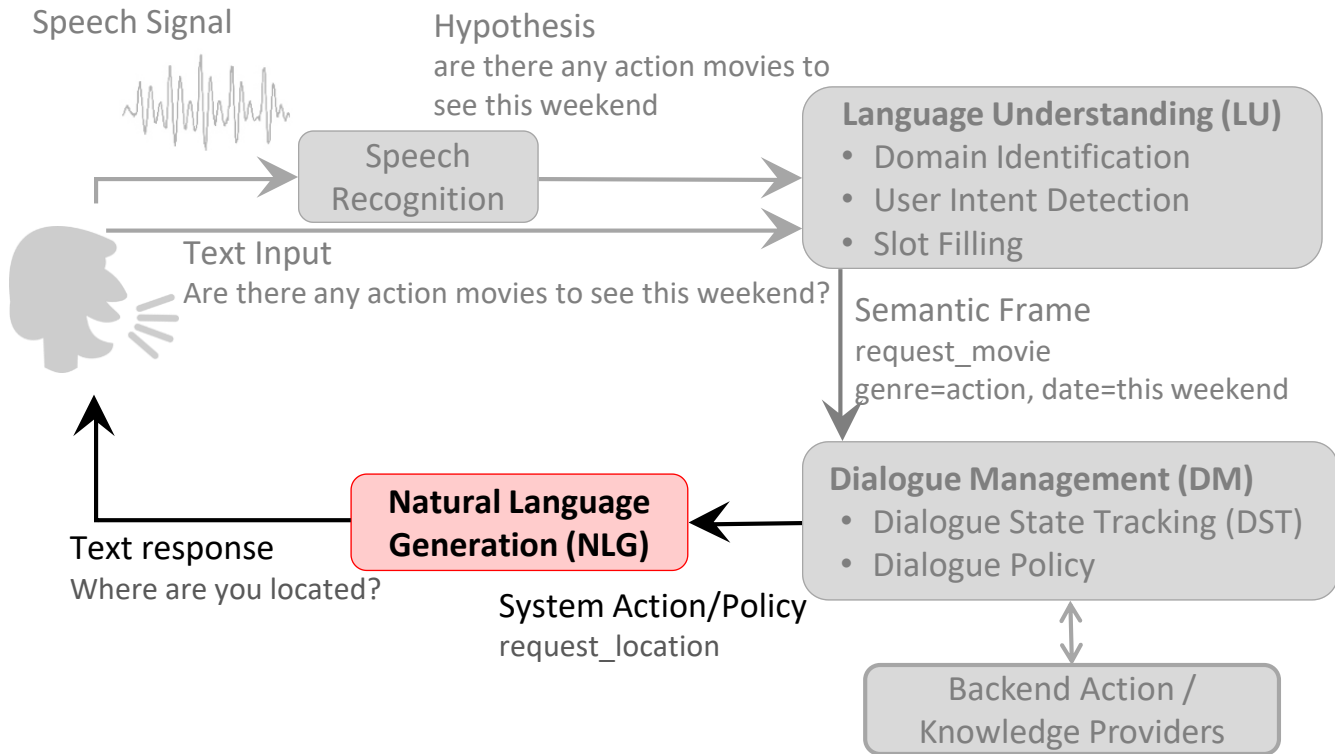 Speech Signal
Hypothesis
are there any action movies to
see this weekend
Speech
Recognition
Language Understanding (LU)
• Domain Identification
• User Intent Detection
• Slot Filling
Text Input
Are there any action movies to see this weekend?
Semantic Frame
request_movie
genre=action, date=this weekend
Dialogue Management (DM)
• Dialogue State Tracking (DST)
• Dialogue Policy
Natural Language
Generation (NLG)
Text response
Where are you located?
System Action/Policy
request_location
Backend Action /
Knowledge Providers